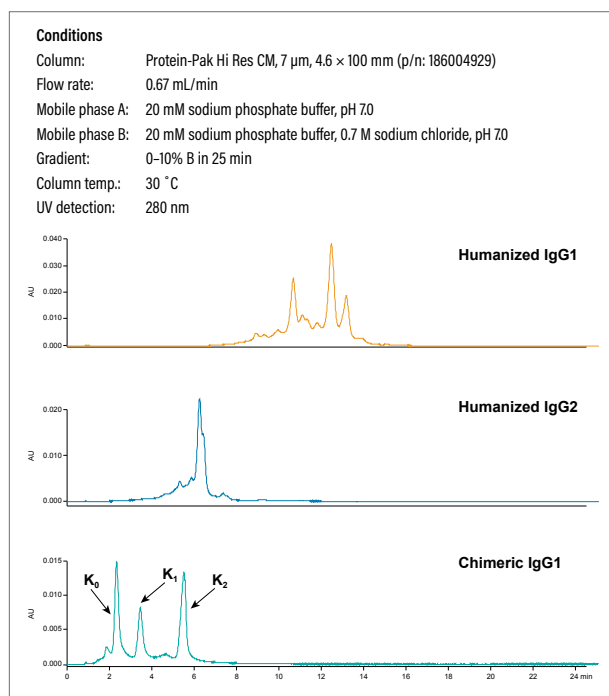 Conditions
Column: Protein-Pak Hi Res CM, 7 µm, 4.6 × 100 mm (p/n: 186004929)
Flow rate: 0.67 mL/min
Mobile phase A: 20 mM sodium phosphate buffer, pH 7.0
Mobile phase B: 20 mM sodium phosphate buffer, 0.7 M sodium chloride, pH 7.0
Gradient: 0–10% B in 25 min
Column temp.: 30 ˚C
UV detection: 280 nm
0.040
Humanized IgG1
0.030
AU
0.020
0.010
0.000
Humanized IgG2
0.020
AU
0.010
0.000
0.015
K₀ K₁ K₂ Chimeric IgG1
0.010
AU
0.005
0.000
0 2 4 6 8 10 12 14 16 18 20 22 24 min